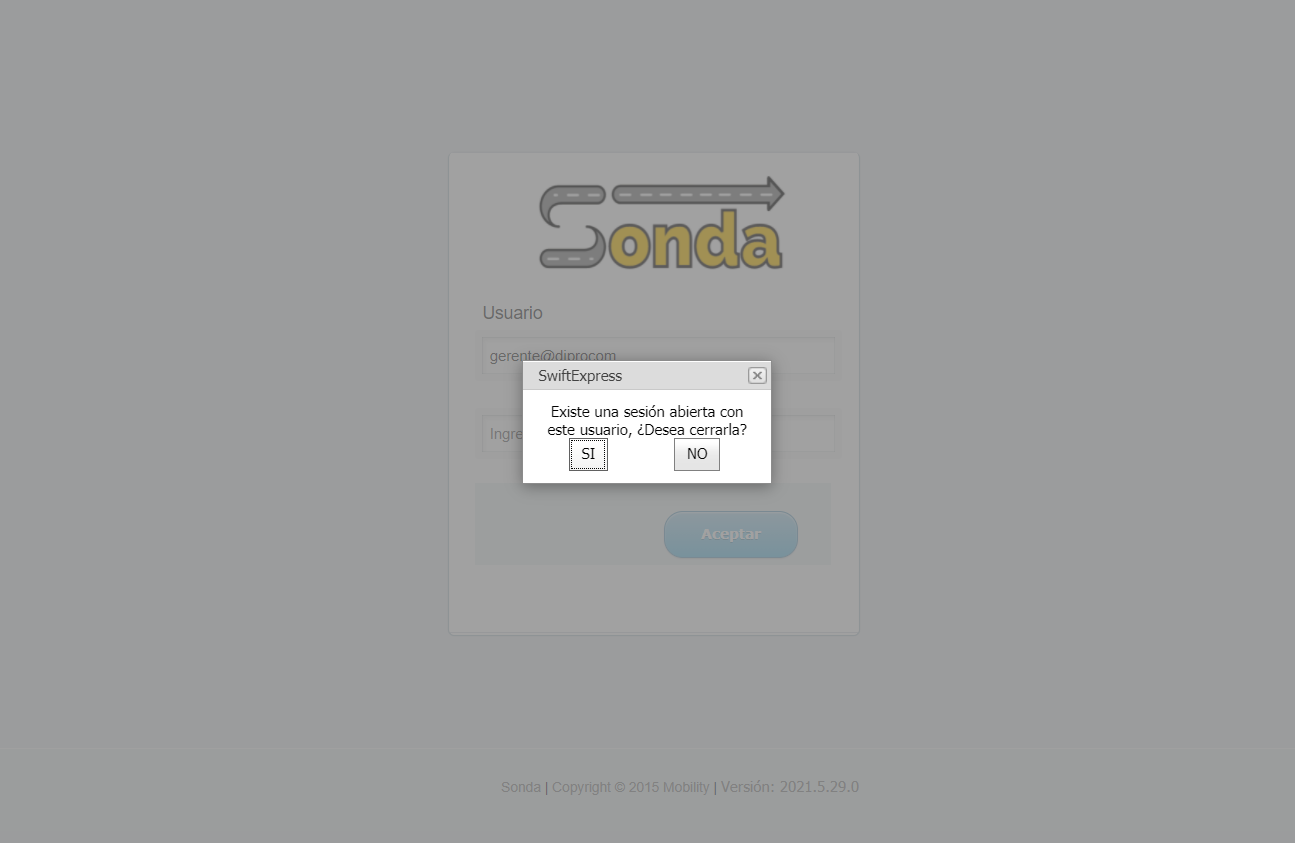 Sonda
Usuario
gerente@diprocom
SwiftExpress
Existe una sesión abierta con
este usuario, ¿Desea cerrarla?
Ingre
SI NO
Aceptar
Sonda | Copyright © 2015 Mobility | Versión: 2021.5.29.0